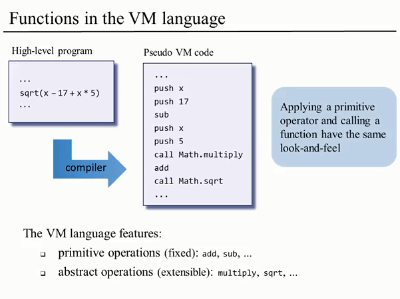 Functions in the VM language
High-level program
...
sqrt(x – 17 + x * 5)
...
compiler
Pseudo VM code
...
push x
push 17
sub
push x
push 5
call Math.multiply
add
call Math.sqrt
...
Applying a primitive
operator and calling a
function have the same
look-and-feel
The VM language features:
primitive operations (fixed): add, sub, ...
abstract operations (extensible): multiply, sqrt, ...